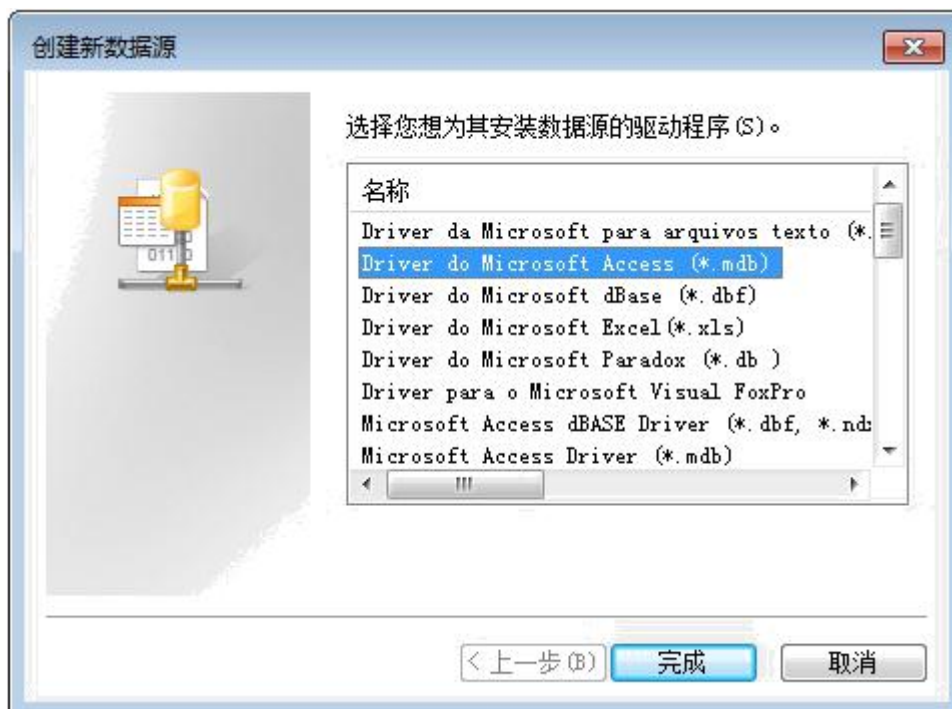 创建新数据源
选择您想为其安装数据源的驱动程序(S)。
名称
Driver da Microsoft para arquivos texto (*.
Driver do Microsoft Access (*.mdb)
Driver do Microsoft dBase (*.dbf)
Driver do Microsoft Excel(*.xls)
Driver do Microsoft Paradox (*.db )
Driver para o Microsoft Visual FoxPro
Microsoft Access dBASE Driver (*.dbf, *.nd
Microsoft Access Driver (*.mdb)
< 上一步(B) 完成 取消